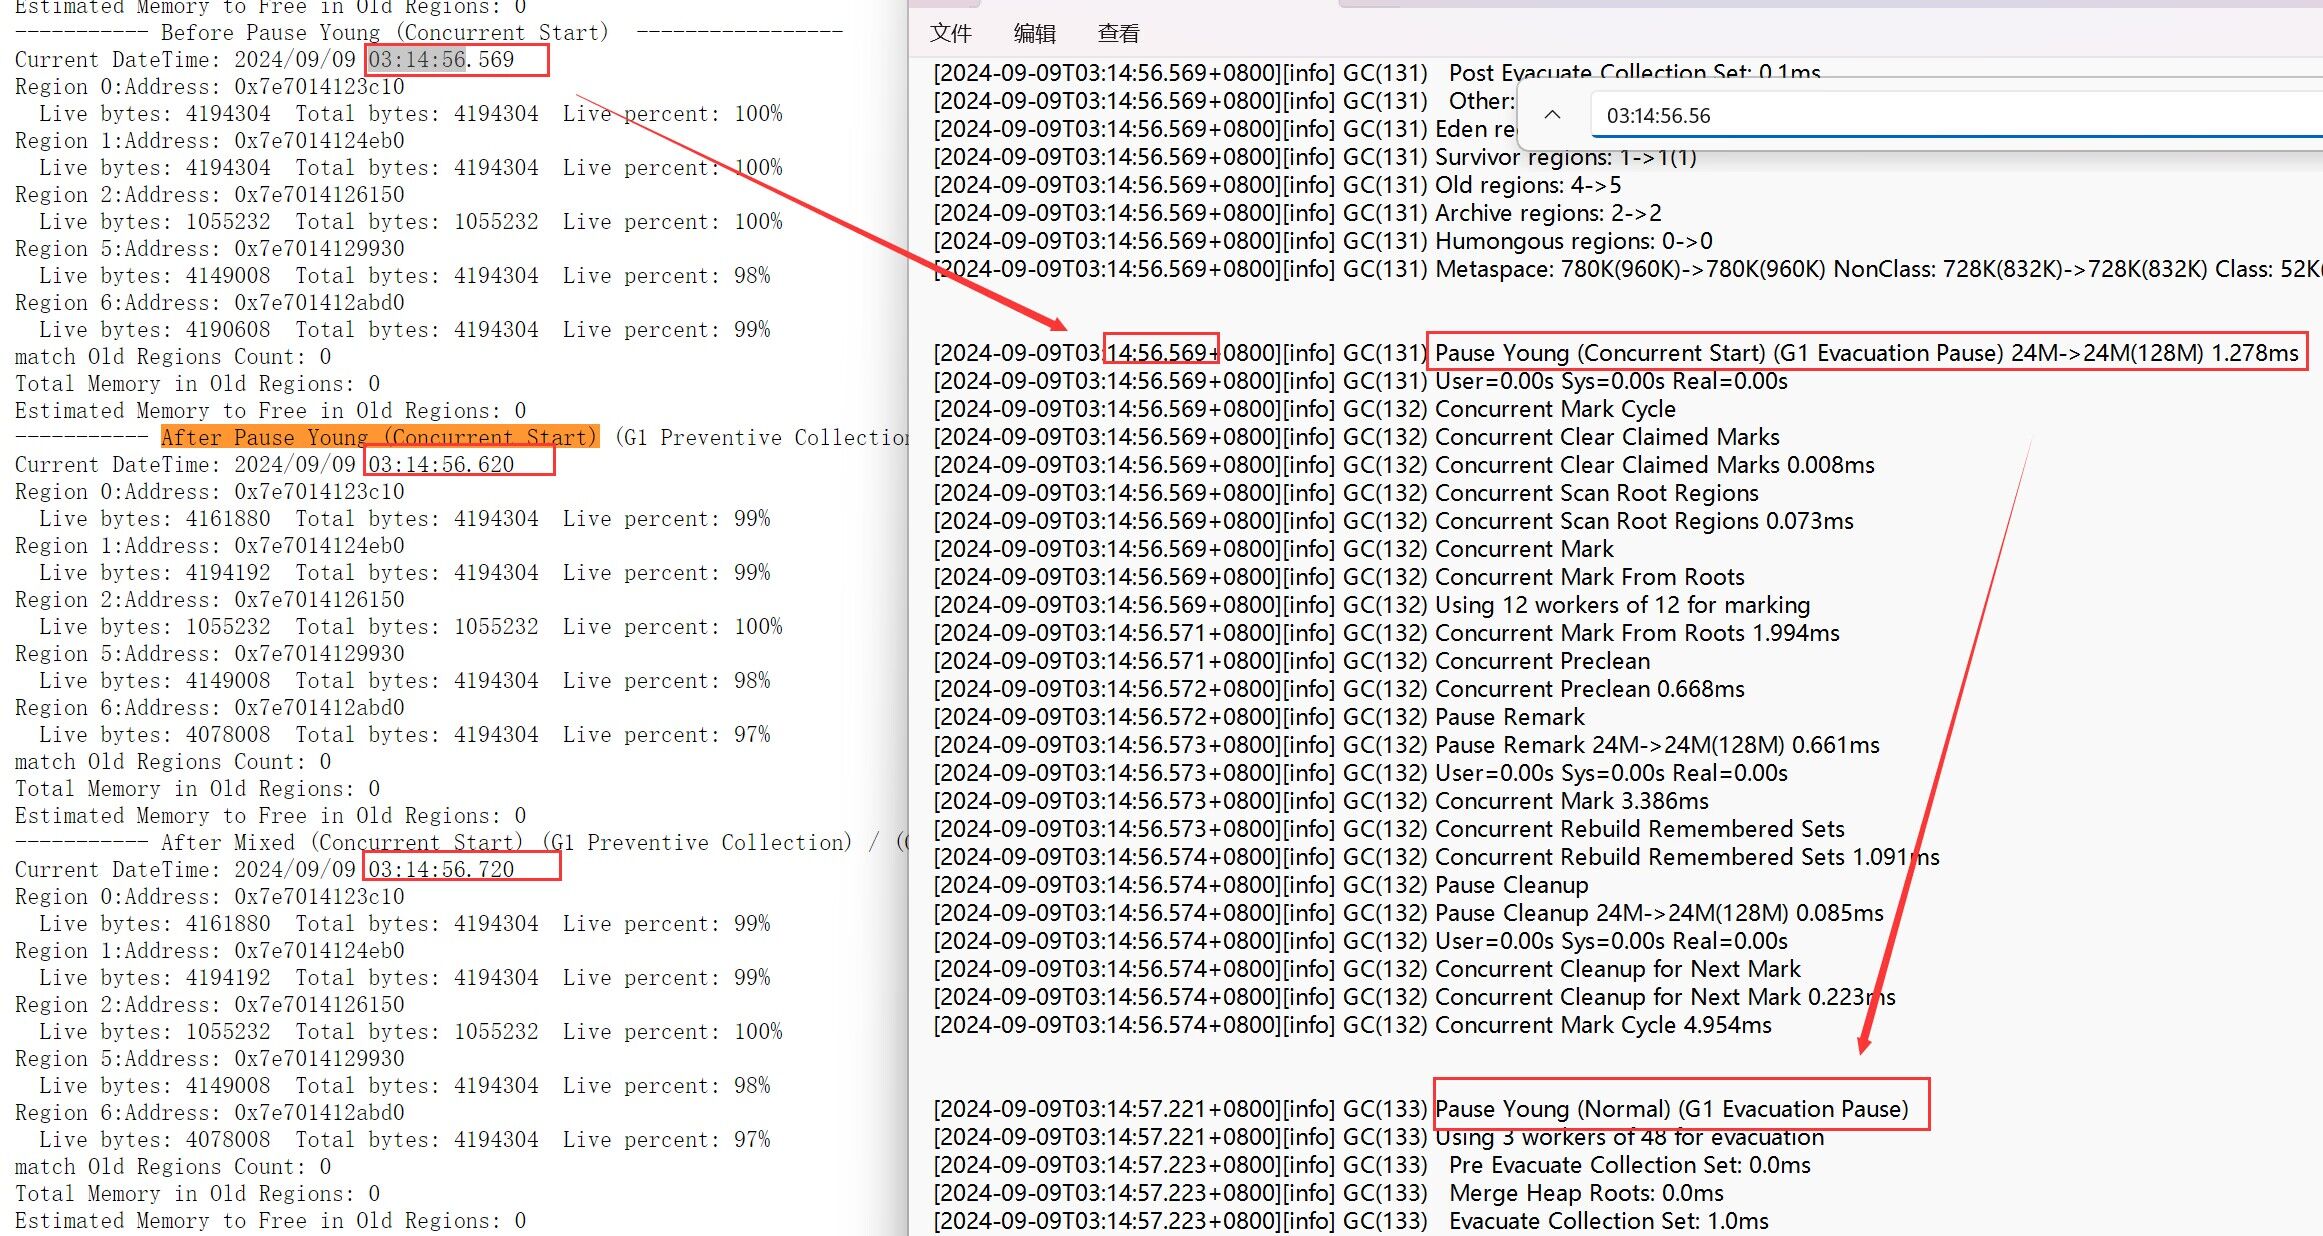 Estimated Memory to Free in Old Regions: 0
----------- Before Pause Young (Concurrent Start)  -----------------
Current DateTime: 2024/09/09 03:14:56.569
Region 0:Address: 0x7e7014123c10
  Live bytes: 4194304  Total bytes: 4194304  Live percent: 100%
Region 1:Address: 0x7e7014124eb0
  Live bytes: 4194304  Total bytes: 4194304  Live percent: 100%
Region 2:Address: 0x7e7014126150
  Live bytes: 1055232  Total bytes: 1055232  Live percent: 100%
Region 5:Address: 0x7e7014129930
  Live bytes: 4149008  Total bytes: 4194304  Live percent: 98%
Region 6:Address: 0x7e701412abd0
  Live bytes: 4190608  Total bytes: 4194304  Live percent: 99%
match Old Regions Count: 0
Total Memory in Old Regions: 0
Estimated Memory to Free in Old Regions: 0
----------- After Pause Young (Concurrent Start) (G1 Preventive Collection
Current DateTime: 2024/09/09 03:14:56.620
Region 0:Address: 0x7e7014123c10
  Live bytes: 4161880  Total bytes: 4194304  Live percent: 99%
Region 1:Address: 0x7e7014124eb0
  Live bytes: 4194192  Total bytes: 4194304  Live percent: 99%
Region 2:Address: 0x7e7014126150
  Live bytes: 1055232  Total bytes: 1055232  Live percent: 100%
Region 5:Address: 0x7e7014129930
  Live bytes: 4149008  Total bytes: 4194304  Live percent: 98%
Region 6:Address: 0x7e701412abd0
  Live bytes: 4078008  Total bytes: 4194304  Live percent: 97%
match Old Regions Count: 0
Total Memory in Old Regions: 0
Estimated Memory to Free in Old Regions: 0
----------- After Mixed (Concurrent Start) (G1 Preventive Collection) / (
Current DateTime: 2024/09/09 03:14:56.720
Region 0:Address: 0x7e7014123c10
  Live bytes: 4161880  Total bytes: 4194304  Live percent: 99%
Region 1:Address: 0x7e7014124eb0
  Live bytes: 4194192  Total bytes: 4194304  Live percent: 99%
Region 2:Address: 0x7e7014126150
  Live bytes: 1055232  Total bytes: 1055232  Live percent: 100%
Region 5:Address: 0x7e7014129930
  Live bytes: 4149008  Total bytes: 4194304  Live percent: 98%
Region 6:Address: 0x7e701412abd0
  Live bytes: 4078008  Total bytes: 4194304  Live percent: 97%
match Old Regions Count: 0
Total Memory in Old Regions: 0
Estimated Memory to Free in Old Regions: 0
文件 编辑 查看
03:14:56.56
[2024-09-09T03:14:56.569+0800][info] GC(131)   Post Evacuate Collection Set: 0.1ms
[2024-09-09T03:14:56.569+0800][info] GC(131)   Other:
[2024-09-09T03:14:56.569+0800][info] GC(131) Eden re
[2024-09-09T03:14:56.569+0800][info] GC(131) Survivor regions: 1->1(1)
[2024-09-09T03:14:56.569+0800][info] GC(131) Old regions: 4->5
[2024-09-09T03:14:56.569+0800][info] GC(131) Archive regions: 2->2
[2024-09-09T03:14:56.569+0800][info] GC(131) Humongous regions: 0->0
[2024-09-09T03:14:56.569+0800][info] GC(131) Metaspace: 780K(960K)->780K(960K) NonClass: 728K(832K)->728K(832K) Class: 52K(
[2024-09-09T03:14:56.569+0800][info] GC(131) Pause Young (Concurrent Start) (G1 Evacuation Pause) 24M->24M(128M) 1.278ms
[2024-09-09T03:14:56.569+0800][info] GC(131) User=0.00s Sys=0.00s Real=0.00s
[2024-09-09T03:14:56.569+0800][info] GC(132) Concurrent Mark Cycle
[2024-09-09T03:14:56.569+0800][info] GC(132) Concurrent Clear Claimed Marks
[2024-09-09T03:14:56.569+0800][info] GC(132) Concurrent Clear Claimed Marks 0.008ms
[2024-09-09T03:14:56.569+0800][info] GC(132) Concurrent Scan Root Regions
[2024-09-09T03:14:56.569+0800][info] GC(132) Concurrent Scan Root Regions 0.073ms
[2024-09-09T03:14:56.569+0800][info] GC(132) Concurrent Mark
[2024-09-09T03:14:56.569+0800][info] GC(132) Concurrent Mark From Roots
[2024-09-09T03:14:56.569+0800][info] GC(132) Using 12 workers of 12 for marking
[2024-09-09T03:14:56.571+0800][info] GC(132) Concurrent Mark From Roots 1.994ms
[2024-09-09T03:14:56.571+0800][info] GC(132) Concurrent Preclean
[2024-09-09T03:14:56.572+0800][info] GC(132) Concurrent Preclean 0.668ms
[2024-09-09T03:14:56.572+0800][info] GC(132) Pause Remark
[2024-09-09T03:14:56.573+0800][info] GC(132) Pause Remark 24M->24M(128M) 0.661ms
[2024-09-09T03:14:56.573+0800][info] GC(132) User=0.00s Sys=0.00s Real=0.00s
[2024-09-09T03:14:56.573+0800][info] GC(132) Concurrent Mark 3.386ms
[2024-09-09T03:14:56.573+0800][info] GC(132) Concurrent Rebuild Remembered Sets
[2024-09-09T03:14:56.574+0800][info] GC(132) Concurrent Rebuild Remembered Sets 1.091ms
[2024-09-09T03:14:56.574+0800][info] GC(132) Pause Cleanup
[2024-09-09T03:14:56.574+0800][info] GC(132) Pause Cleanup 24M->24M(128M) 0.085ms
[2024-09-09T03:14:56.574+0800][info] GC(132) User=0.00s Sys=0.00s Real=0.00s
[2024-09-09T03:14:56.574+0800][info] GC(132) Concurrent Cleanup for Next Mark
[2024-09-09T03:14:56.574+0800][info] GC(132) Concurrent Cleanup for Next Mark 0.223ms
[2024-09-09T03:14:56.574+0800][info] GC(132) Concurrent Mark Cycle 4.954ms
[2024-09-09T03:14:57.221+0800][info] GC(133) Pause Young (Normal) (G1 Evacuation Pause)
[2024-09-09T03:14:57.221+0800][info] GC(133) Using 3 workers of 48 for evacuation
[2024-09-09T03:14:57.223+0800][info] GC(133)   Pre Evacuate Collection Set: 0.0ms
[2024-09-09T03:14:57.223+0800][info] GC(133)   Merge Heap Roots: 0.0ms
[2024-09-09T03:14:57.223+0800][info] GC(133)   Evacuate Collection Set: 1.0ms